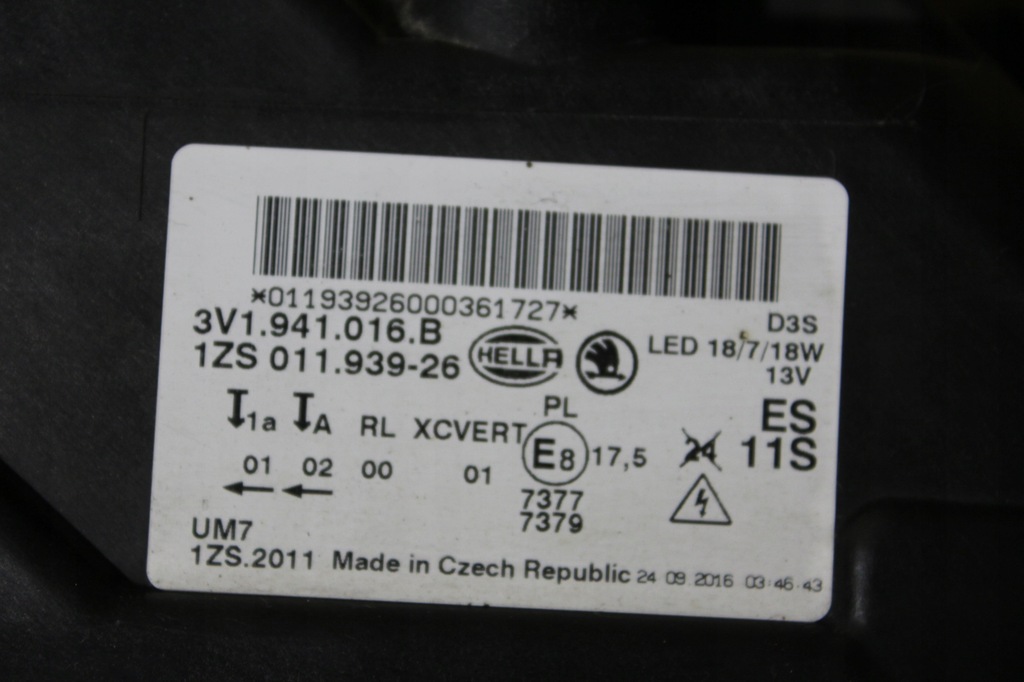 *01193926000361727*
3V1.941.016.B
1ZS 011.939-26
HELLA
D3S
LED 18/7/18W
13V
1a A RL XCVERT
01 02 00 01
PL
E8 17,5
7377
7379
24
ES
11S
UM7
1ZS.2011 Made in Czech Republic 24 09.2016 03:46:43